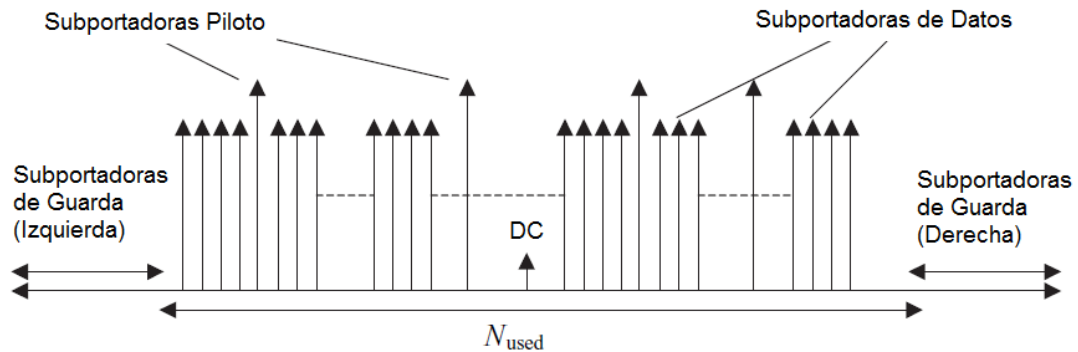 Subportadoras Piloto
Subportadoras de Datos
Subportadoras
de Guarda
(Izquierda)
DC
Subportadoras
de Guarda
(Derecha)
Nused